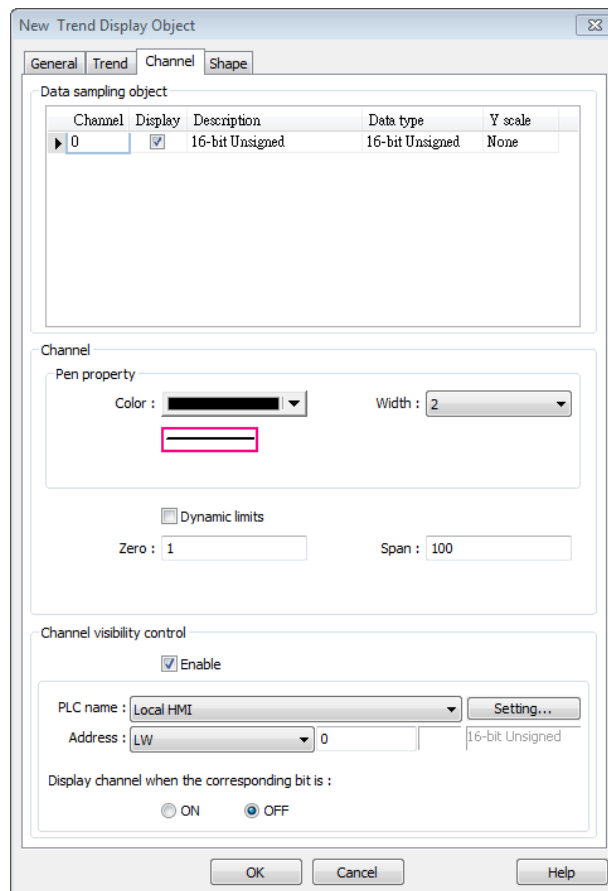 New Trend Display Object
General Trend Channel Shape
Data sampling object
Channel Display Description Data type Y scale
0 16-bit Unsigned 16-bit Unsigned None
Channel
Pen property
Color : Width : 2
Dynamic limits
Zero : 1 Span : 100
Channel visibility control
Enable
PLC name : Local HMI Setting...
Address : LW 0 16-bit Unsigned
Display channel when the corresponding bit is :
ON OFF
OK Cancel Help